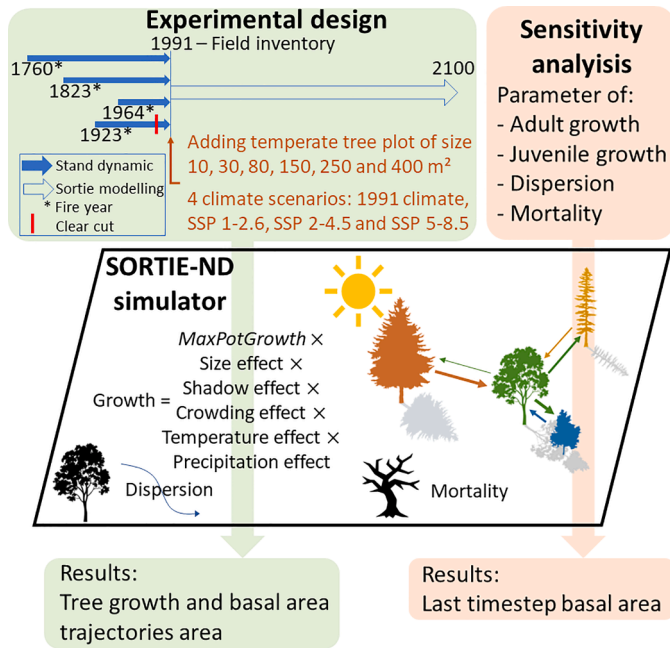 Experimental design
1991 – Field inventory
1760*
1823*
1964*
1923*
2100
Stand dynamic
Sortie modelling
* Fire year
Clear cut
Adding temperate tree plot of size
10, 30, 80, 150, 250 and 400 m²
4 climate scenarios: 1991 climate,
SSP 1-2.6, SSP 2-4.5 and SSP 5-8.5
Sensitivity
analyisis
Parameter of:
- Adult growth
- Juvenile growth
- Dispersion
- Mortality
SORTIE-ND
simulator
Growth =
MaxPotGrowth ×
Size effect ×
Shadow effect ×
Crowding effect ×
Temperature effect ×
Precipitation effect
Dispersion
Mortality
Results:
Tree growth and basal area
trajectories area
Results:
Last timestep basal area